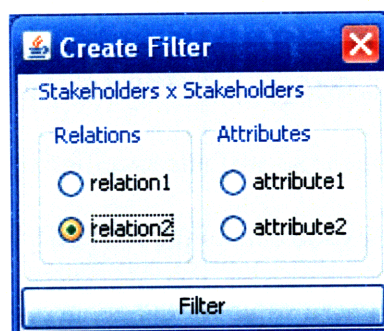 Create Filter
Stakeholders x Stakeholders
Relations
relation1
relation2
Attributes
attribute1
attribute2
Filter